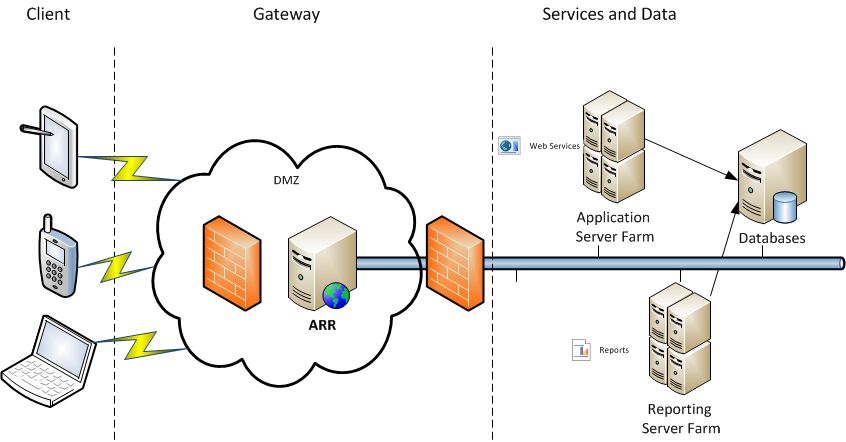 Client
Gateway
Services and Data
DMZ
ARR
Web Services
Application
Server Farm
Databases
Reports
Reporting
Server Farm